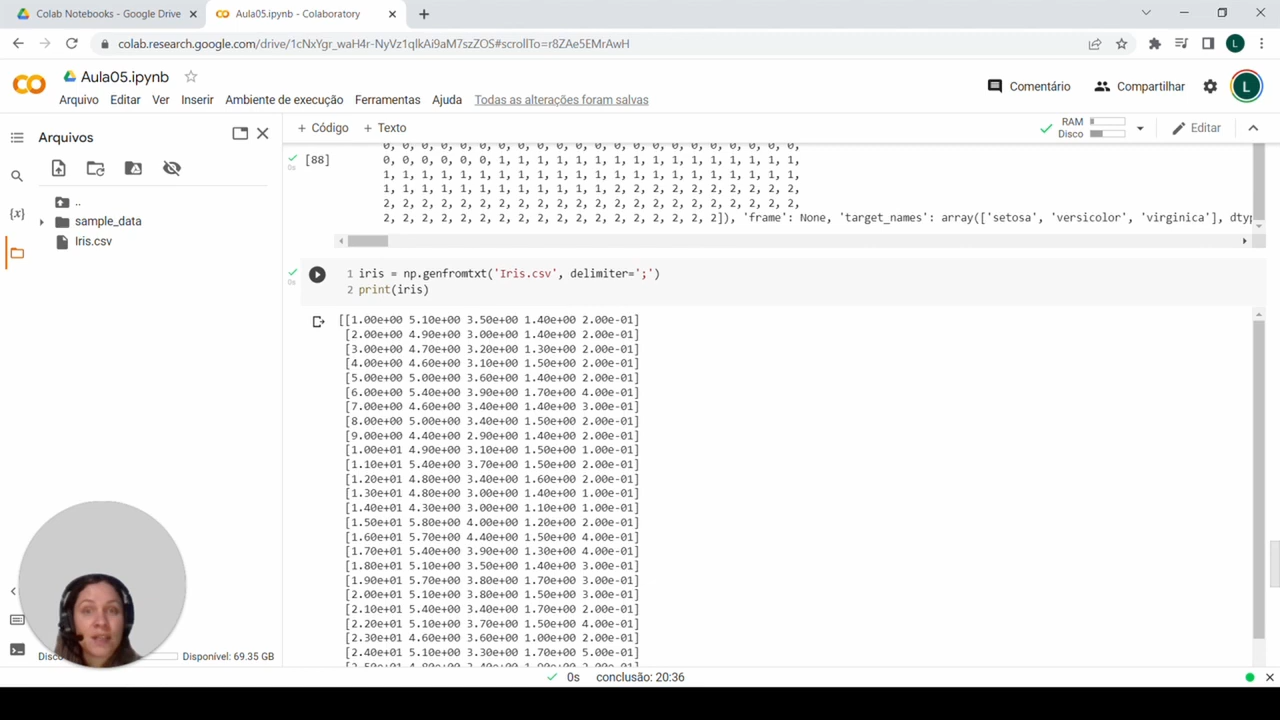 Colab Notebooks - Google Drive
Aula05.ipynb - Colaboratory
colab.research.google.com/drive/1cNxYgr_waH4r-NyVz1qlkAi9aM7szZOS#scrollTo=r8ZAe5EMrAwH
L
CO Aula05.ipynb
Arquivo Editar Ver Inserir Ambiente de execução Ferramentas Ajuda Todas as alterações foram salvas
Comentário Compartilhar L
Arquivos
+ Código + Texto
RAM
Disco
Editar
..
sample_data
Iris.csv
{x}
[88]
0s
0, 0, 0, 0, 0, 0, 0, 0, 0, 0, 0, 0, 0, 0, 0, 0, 0, 0, 0, 0, 0, 0,
0, 0, 0, 0, 0, 0, 1, 1, 1, 1, 1, 1, 1, 1, 1, 1, 1, 1, 1, 1, 1, 1,
1, 1, 1, 1, 1, 1, 1, 1, 1, 1, 1, 1, 1, 1, 1, 1, 1, 1, 1, 1, 1, 1,
1, 1, 1, 1, 1, 1, 1, 1, 1, 1, 1, 1, 2, 2, 2, 2, 2, 2, 2, 2, 2, 2,
2, 2, 2, 2, 2, 2, 2, 2, 2, 2, 2, 2, 2, 2, 2, 2, 2, 2, 2, 2, 2, 2,
2, 2, 2, 2, 2, 2, 2, 2, 2, 2, 2, 2, 2, 2, 2, 2, 2, 2]), 'frame': None, 'target_names': array(['setosa', 'versicolor', 'virginica'], dtyp
0s
1 iris = np.genfromtxt('Iris.csv', delimiter=';')
2 print(iris)
[[1.00e+00 5.10e+00 3.50e+00 1.40e+00 2.00e-01]
[2.00e+00 4.90e+00 3.00e+00 1.40e+00 2.00e-01]
[3.00e+00 4.70e+00 3.20e+00 1.30e+00 2.00e-01]
[4.00e+00 4.60e+00 3.10e+00 1.50e+00 2.00e-01]
[5.00e+00 5.00e+00 3.60e+00 1.40e+00 2.00e-01]
[6.00e+00 5.40e+00 3.90e+00 1.70e+00 4.00e-01]
[7.00e+00 4.60e+00 3.40e+00 1.40e+00 3.00e-01]
[8.00e+00 5.00e+00 3.40e+00 1.50e+00 2.00e-01]
[9.00e+00 4.40e+00 2.90e+00 1.40e+00 2.00e-01]
[1.00e+01 4.90e+00 3.10e+00 1.50e+00 1.00e-01]
[1.10e+01 5.40e+00 3.70e+00 1.50e+00 2.00e-01]
[1.20e+01 4.80e+00 3.40e+00 1.60e+00 2.00e-01]
[1.30e+01 4.80e+00 3.00e+00 1.40e+00 1.00e-01]
[1.40e+01 4.30e+00 3.00e+00 1.10e+00 1.00e-01]
[1.50e+01 5.80e+00 4.00e+00 1.20e+00 2.00e-01]
[1.60e+01 5.70e+00 4.40e+00 1.50e+00 4.00e-01]
[1.70e+01 5.40e+00 3.90e+00 1.30e+00 4.00e-01]
[1.80e+01 5.10e+00 3.50e+00 1.40e+00 3.00e-01]
[1.90e+01 5.70e+00 3.80e+00 1.70e+00 3.00e-01]
[2.00e+01 5.10e+00 3.80e+00 1.50e+00 3.00e-01]
[2.10e+01 5.40e+00 3.40e+00 1.70e+00 2.00e-01]
[2.20e+01 5.10e+00 3.70e+00 1.50e+00 4.00e-01]
[2.30e+01 4.60e+00 3.60e+00 1.00e+00 2.00e-01]
[2.40e+01 5.10e+00 3.30e+00 1.70e+00 5.00e-01]
Disponível: 69.35 GB
0s conclusão: 20:36